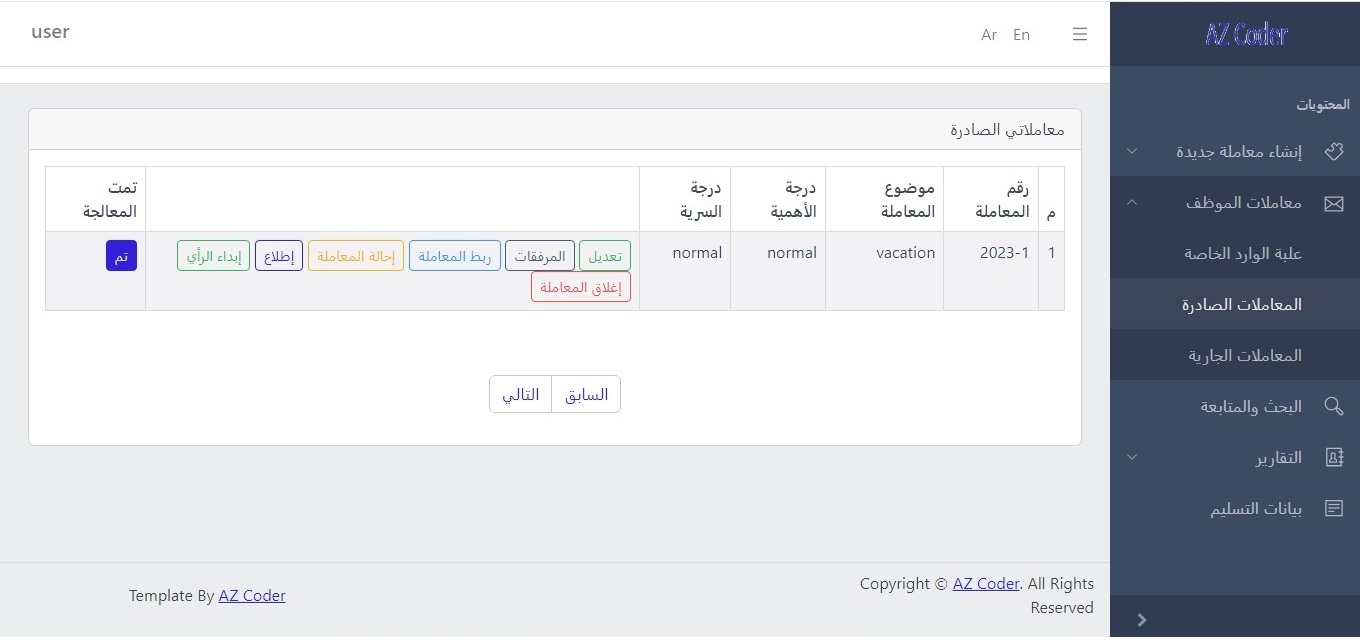 AZ Coder
user
Ar
En
المحتويات
إنشاء معاملة جديدة
معاملات الموظف
علبة الوارد الخاصة
المعاملات الصادرة
المعاملات الجارية
البحث والمتابعة
التقارير
بيانات التسليم
معاملاتي الصادرة
م
رقم المعاملة
موضوع المعاملة
درجة الأهمية
درجة السرية
تمت المعالجة
1
2023-1
vacation
normal
normal
تعديل
المرفقات
ربط المعاملة
إحالة المعاملة
إطلاع
إبداء الرأي
إغلاق المعاملة
تم
السابق
التالي
Copyright © AZ Coder. All Rights
Reserved
Template By AZ Coder